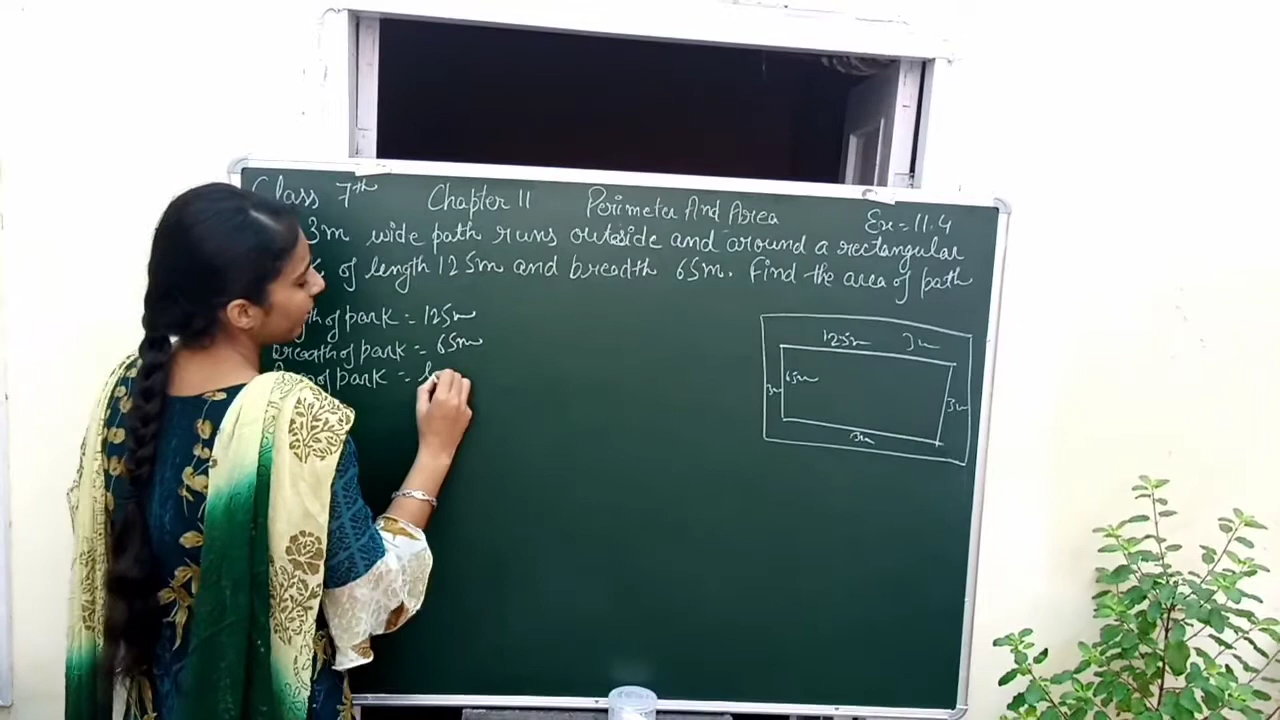 Class 7th Chapter 11 Perimeter And Area Ex = 11.4
3m wide path runs outside and around a rectangular
of length 125m and breadth 65m. Find the area of path
of park = 125m
breadth of park = 65m
of park =
125m 3m
65m
3m
3m
3m